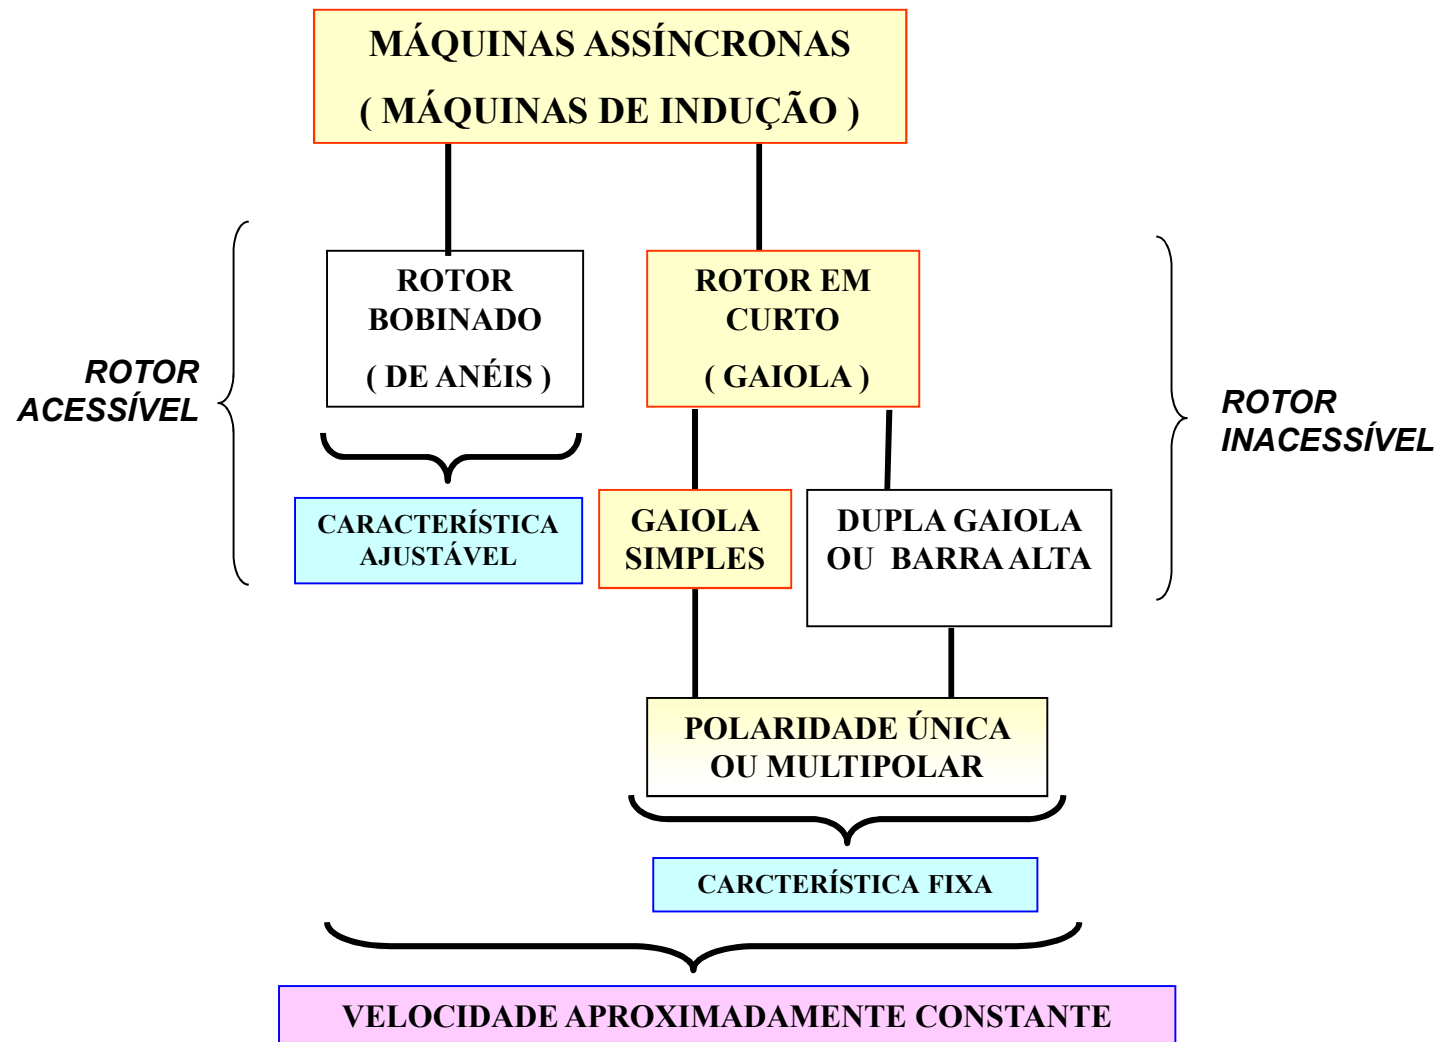 MÁQUINAS ASSÍNCRONAS
( MÁQUINAS DE INDUÇÃO )
ROTOR
BOBINADO
( DE ANÉIS )
ROTOR EM
CURTO
( GAIOLA )
ROTOR
ACESSÍVEL
ROTOR
INACESSÍVEL
CARACTERÍSTICA
AJUSTÁVEL
GAIOLA
SIMPLES
DUPLA GAIOLA
OU BARRA ALTA
POLARIDADE ÚNICA
OU MULTIPOLAR
CARCTERÍSTICA FIXA
VELOCIDADE APROXIMADAMENTE CONSTANTE